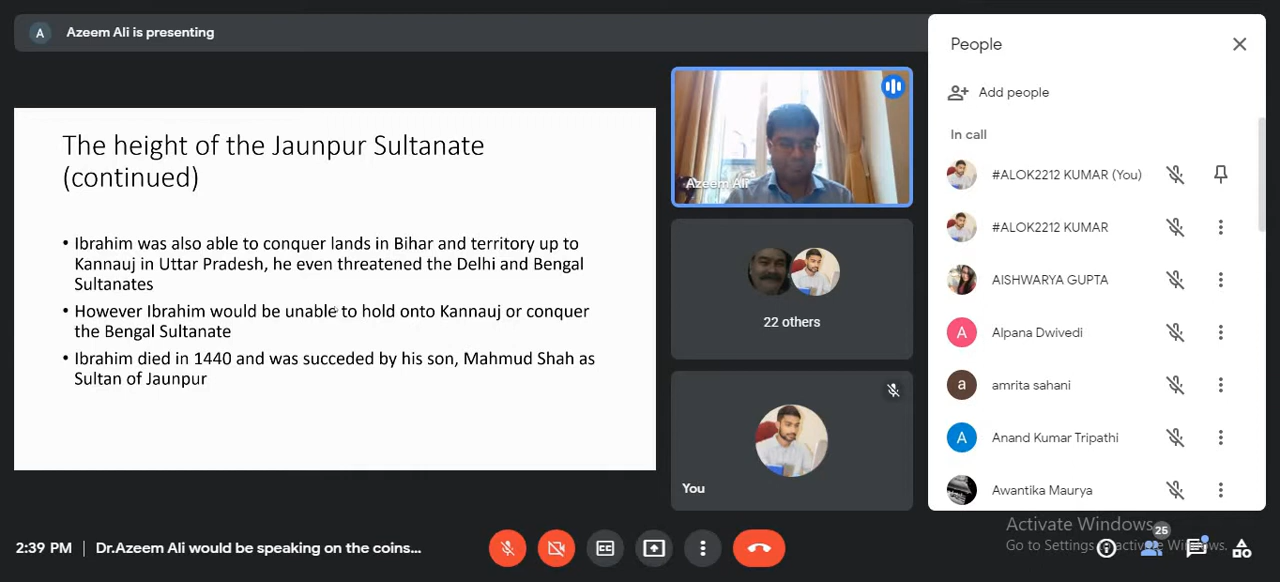 A
Azeem Ali is presenting
The height of the Jaunpur Sultanate
(continued)
• Ibrahim was also able to conquer lands in Bihar and territory up to
Kannauj in Uttar Pradesh, he even threatened the Delhi and Bengal
Sultanates
• However Ibrahim would be unable to hold onto Kannauj or conquer
the Bengal Sultanate
• Ibrahim died in 1440 and was succeded by his son, Mahmud Shah as
Sultan of Jaunpur
Azeem Ali
22 others
You
People
Add people
In call
#ALOK2212 KUMAR (You)
#ALOK2212 KUMAR
AISHWARYA GUPTA
A
Alpana Dwivedi
a
amrita sahani
A
Anand Kumar Tripathi
Awantika Maurya
2:39 PM | Dr.Azeem Ali would be speaking on the coins...
CC
25
Activate Windows
Go to Settings to activate Windows.